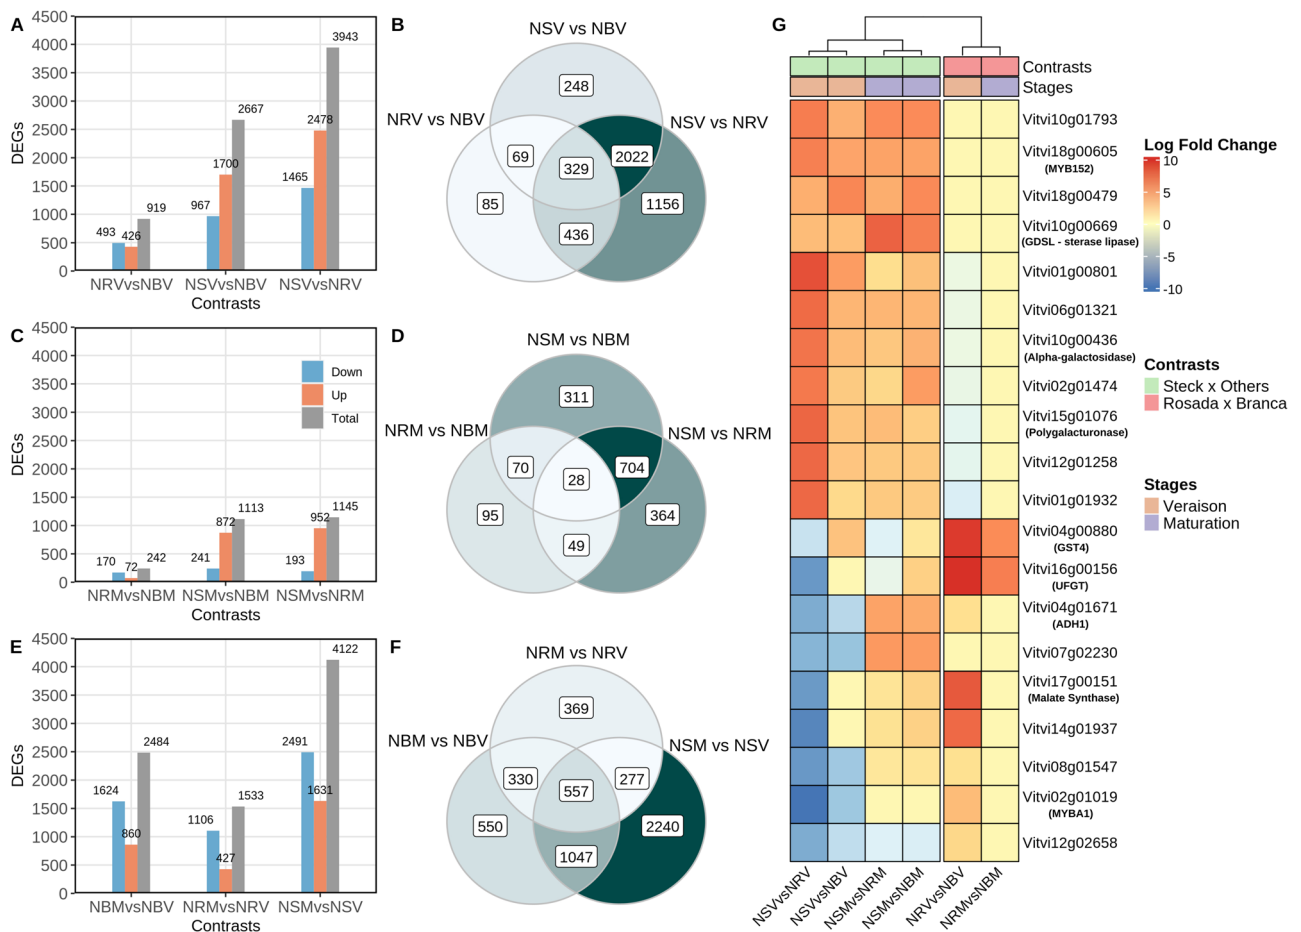 A
4500
4000
3500
3000
2500
2000
1500
1000
500
0
DEGs
493
426
919
967
1700
2667
1465
2478
3943
NRVvsNBV
NSVvsNBV
NSVvsNRV
Contrasts
B
NSV vs NBV
NRV vs NBV
NSV vs NRV
248
69
329
2022
85
1156
436
C
4500
4000
3500
3000
2500
2000
1500
1000
500
0
DEGs
Down
Up
Total
170
72
242
241
872
1113
193
952
1145
NRMvsNBM
NSMvsNBM
NSMvsNRM
Contrasts
D
NSM vs NBM
NRM vs NBM
NSM vs NRM
311
70
28
704
95
364
49
E
4500
4000
3500
3000
2500
2000
1500
1000
500
0
DEGs
1624
860
2484
1106
427
1533
2491
1631
4122
NBMvsNBV
NRMvsNRV
NSMvsNSV
Contrasts
F
NRM vs NRV
NBM vs NBV
NSM vs NSV
369
330
557
277
550
2240
1047
G
Contrasts
Stages
Vitvi10g01793
Vitvi18g00605
(MYB152)
Vitvi18g00479
Vitvi10g00669
(GDSL - sterase lipase)
Vitvi01g00801
Vitvi06g01321
Vitvi10g00436
(Alpha-galactosidase)
Vitvi02g01474
Vitvi15g01076
(Polygalacturonase)
Vitvi12g01258
Vitvi01g01932
Vitvi04g00880
(GST4)
Vitvi16g00156
(UFGT)
Vitvi04g01671
(ADH1)
Vitvi07g02230
Vitvi17g00151
(Malate Synthase)
Vitvi14g01937
Vitvi08g01547
Vitvi02g01019
(MYBA1)
Vitvi12g02658
NSVvsNRV
NSVvsNBV
NSMvsNRM
NSMvsNBM
NRVvsNBV
NRMvsNBM
Log Fold Change
10
5
0
-5
-10
Contrasts
Steck x Others
Rosada x Branca
Stages
Veraison
Maturation